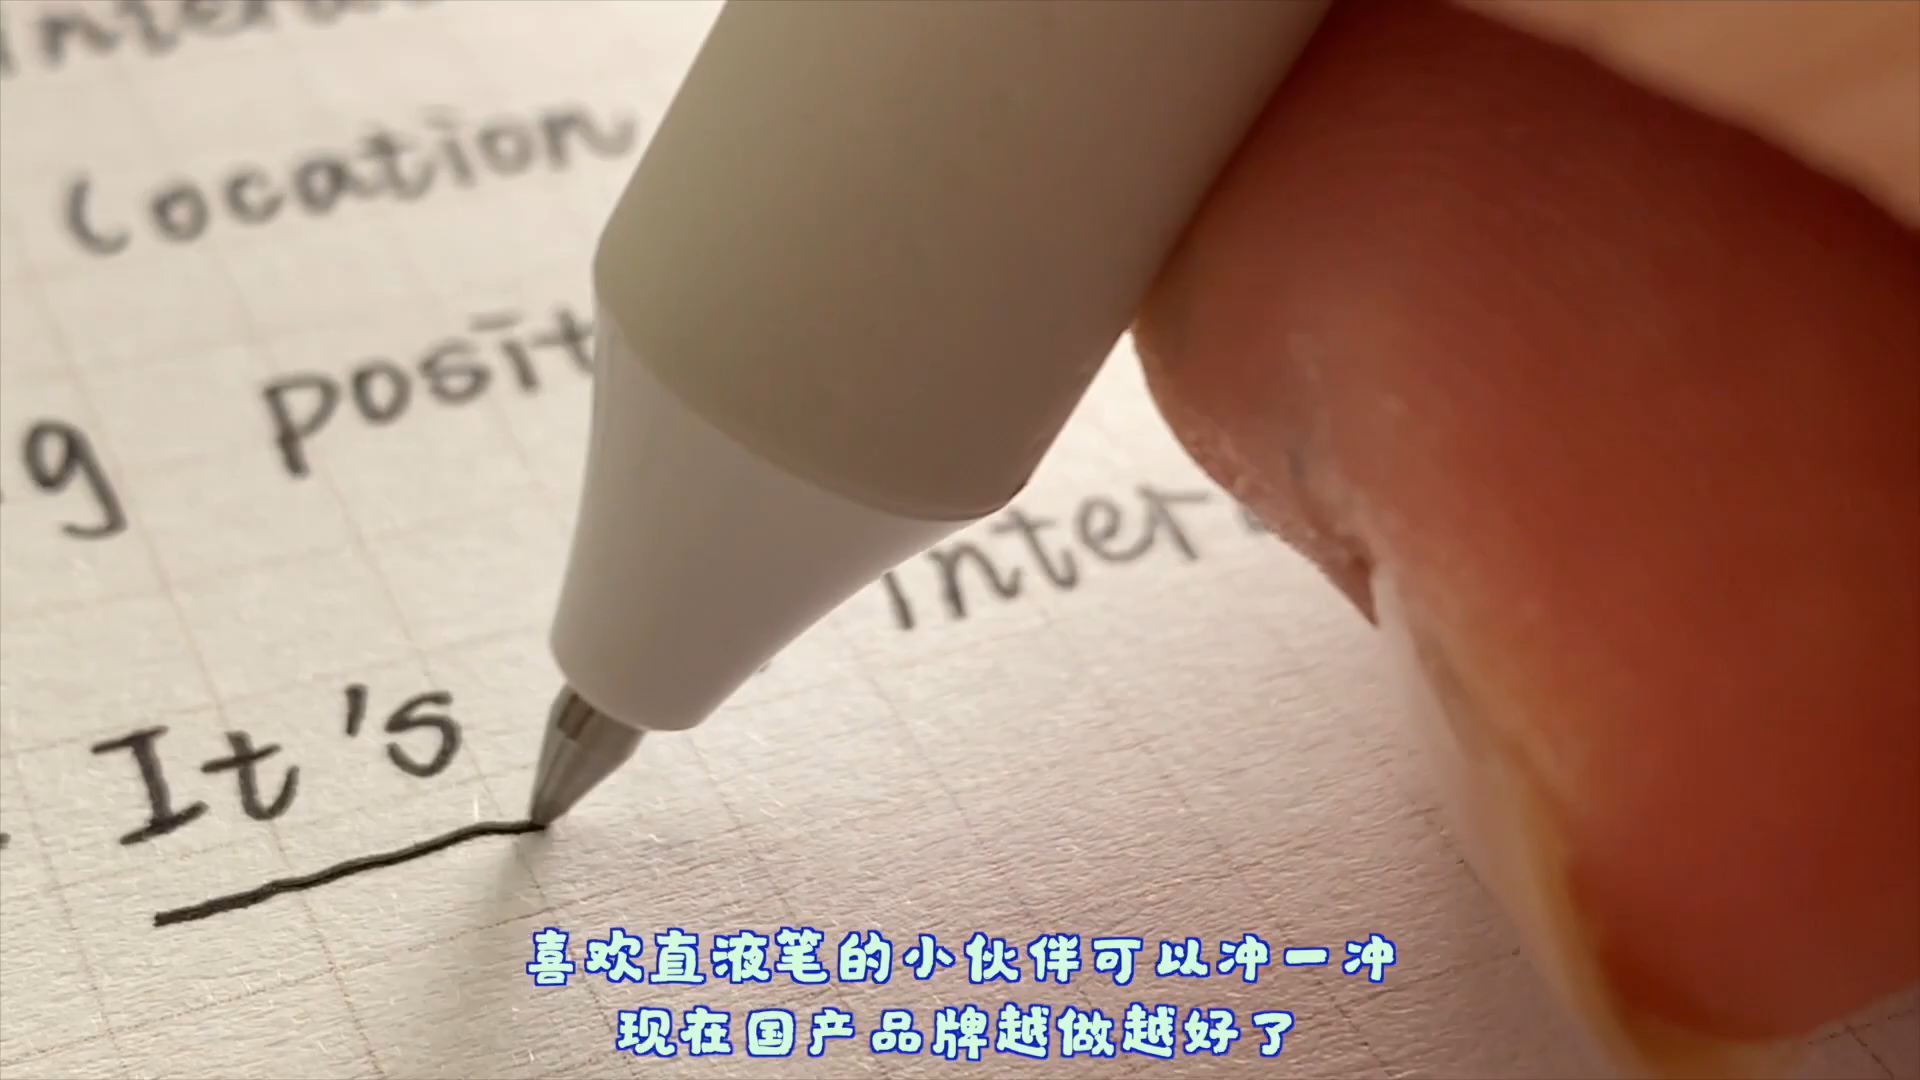 Location
g posit
inter
It's
喜欢直液笔的小伙伴可以冲一冲
现在国产品牌越做越好了